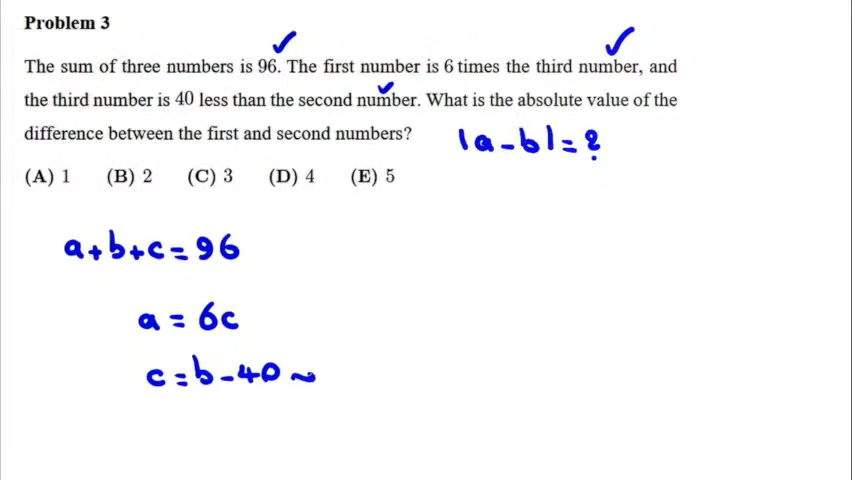 Problem 3
The sum of three numbers is 96. The first number is 6 times the third number, and
the third number is 40 less than the second number. What is the absolute value of the
difference between the first and second numbers?
|a-b|=?
(A) 1 (B) 2 (C) 3 (D) 4 (E) 5
a+b+c=96
a=6c
c=b-40 ~